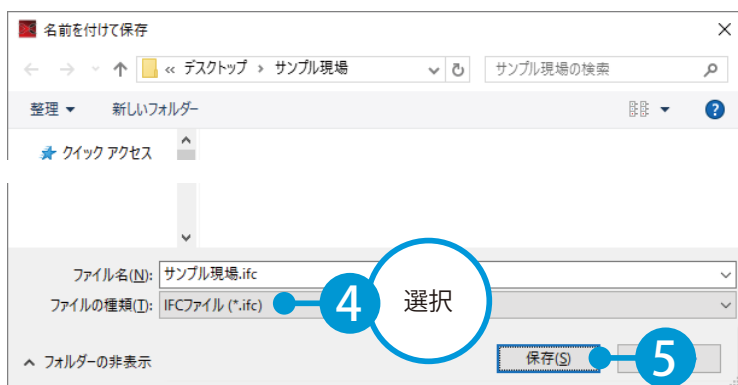 名前を付けて保存
« デスクトップ › サンプル現場
サンプル現場の検索
整理
新しいフォルダー
クイック アクセス
ファイル名(N): サンプル現場.ifc
ファイルの種類(T): IFCファイル (*.ifc)
4
選択
フォルダーの非表示
保存(S)
5